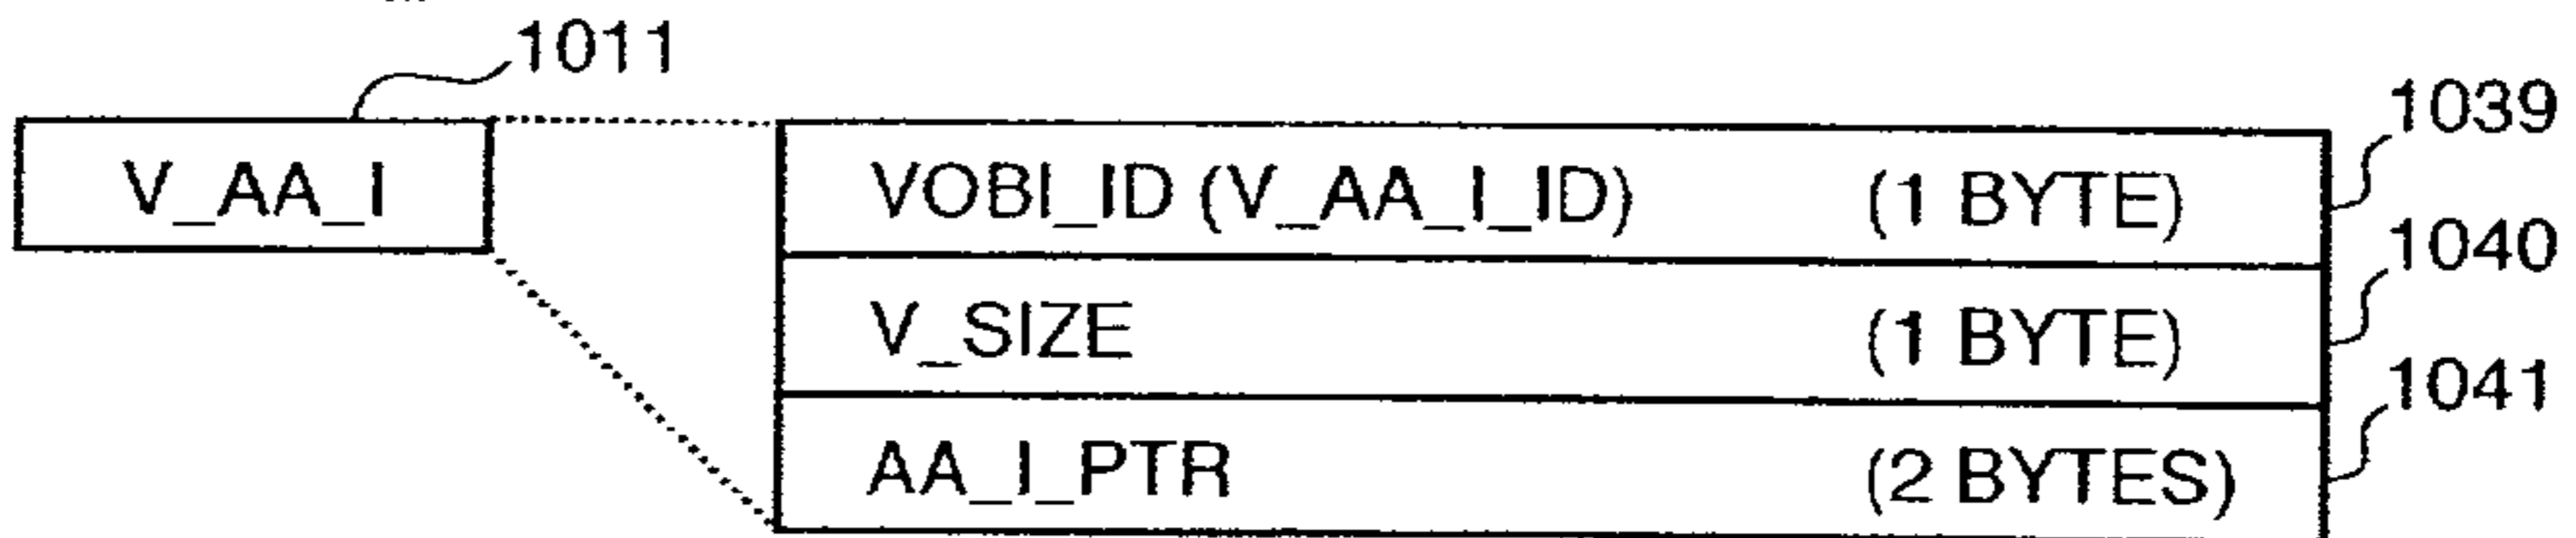 1011
V_AA_I
VOBI_ID (V_AA_I_ID) (1 BYTE)
1039
V_SIZE (1 BYTE)
1040
AA_I_PTR (2 BYTES)
1041